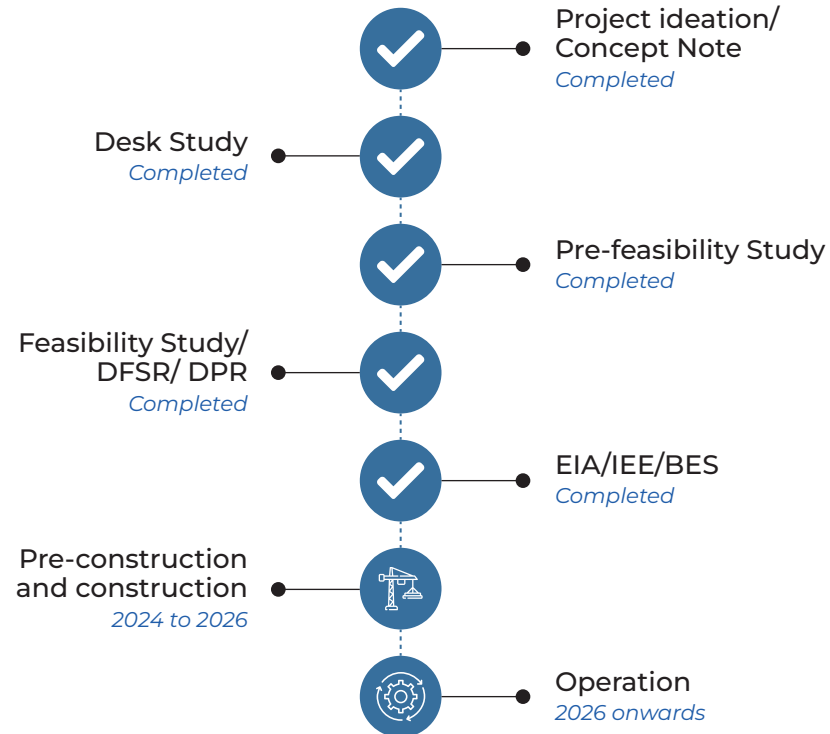 Project ideation/
Concept Note
Completed
Desk Study
Completed
Pre-feasibility Study
Completed
Feasibility Study/
DFSR/ DPR
Completed
EIA/IEE/BES
Completed
Pre-construction
and construction
2024 to 2026
Operation
2026 onwards